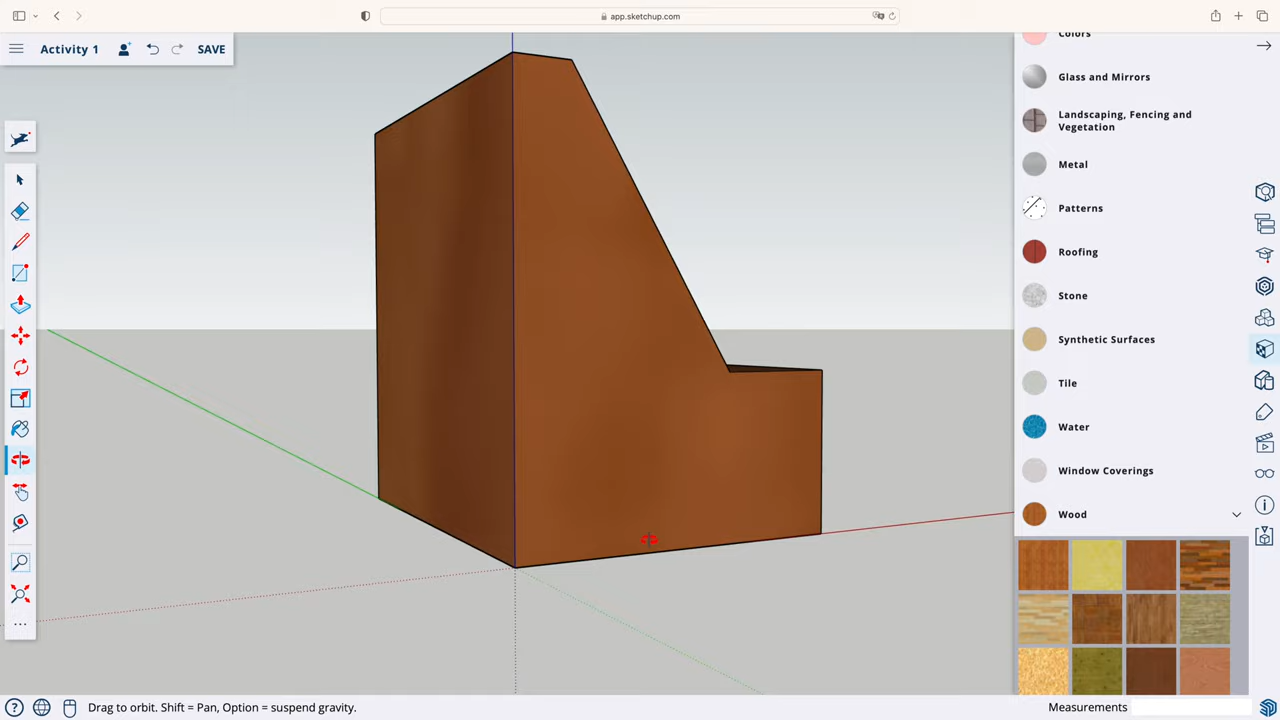 app.sketchup.com
Activity 1
SAVE
Colors
Glass and Mirrors
Landscaping, Fencing and
Vegetation
Metal
Patterns
Roofing
Stone
Synthetic Surfaces
Tile
Water
Window Coverings
Wood
Drag to orbit. Shift = Pan, Option = suspend gravity.
Measurements